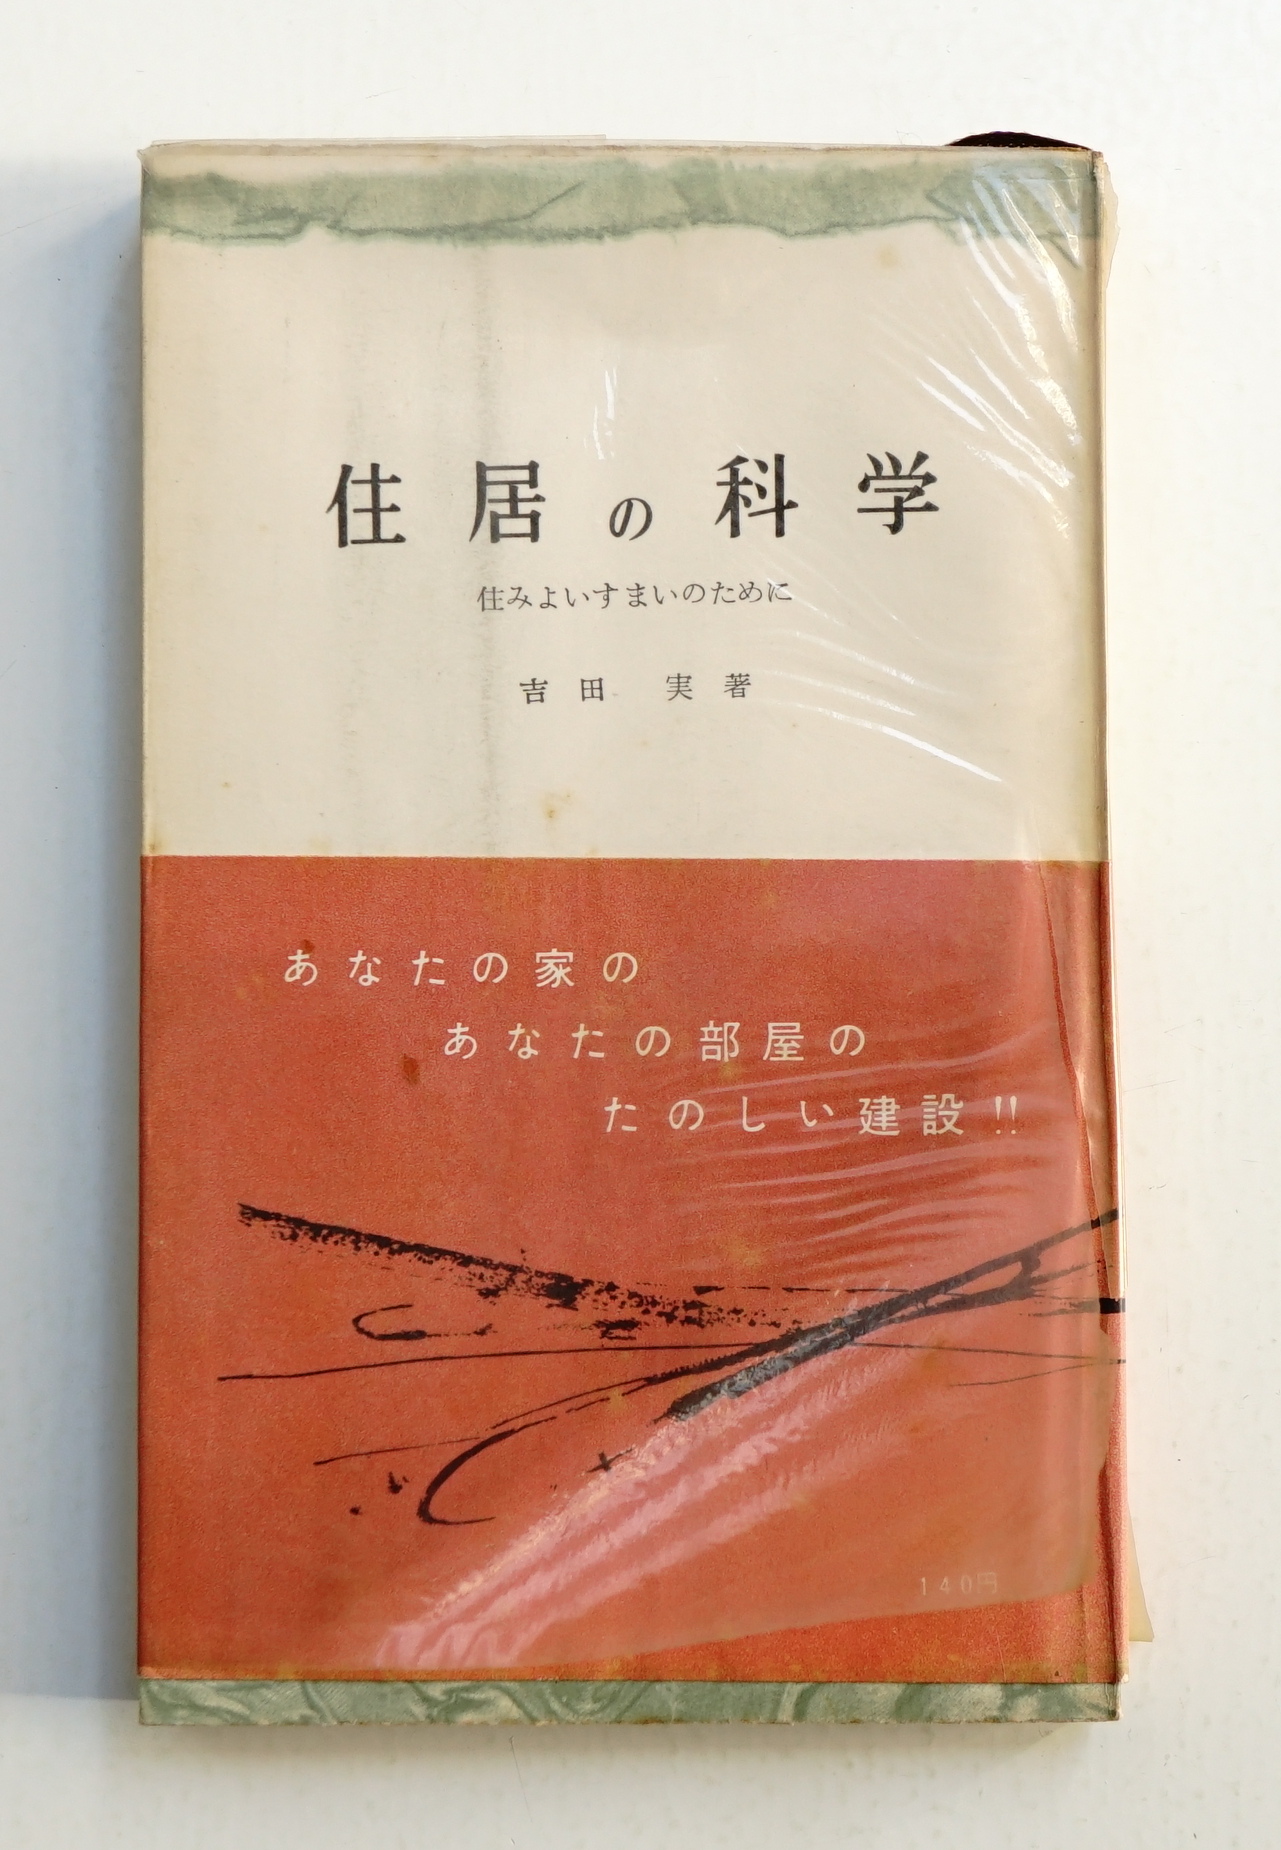 住居の科学
住みよいすまいのために
吉田 実著
あなたの家の
あなたの部屋の
たのしい建設!!
140円